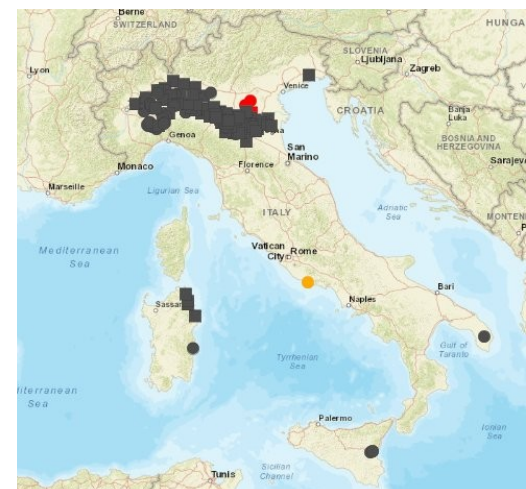 Berne
SWITZERLAND
HUNGA
SLOVENIA
Ljubljana
Zagreb
Lyon
Venice
CROATIA
Banja
Luka
BOSNIA AND
HERZEGOVINA
Genoa
San
Marino
Sarajev
Monaco
Florence
Marseille
Ligurian Sea
ITALY
Adriatic
Sea
MONTEN
Mediterranean
Sea
Vatican
City
Rome
Bari
Sassar
Naples
Gulf of
Taranto
Tyrrhenian
Sea
diterranean
Sea
Palermo
Ionian
Sea
Sicilian
Channel
Tunis